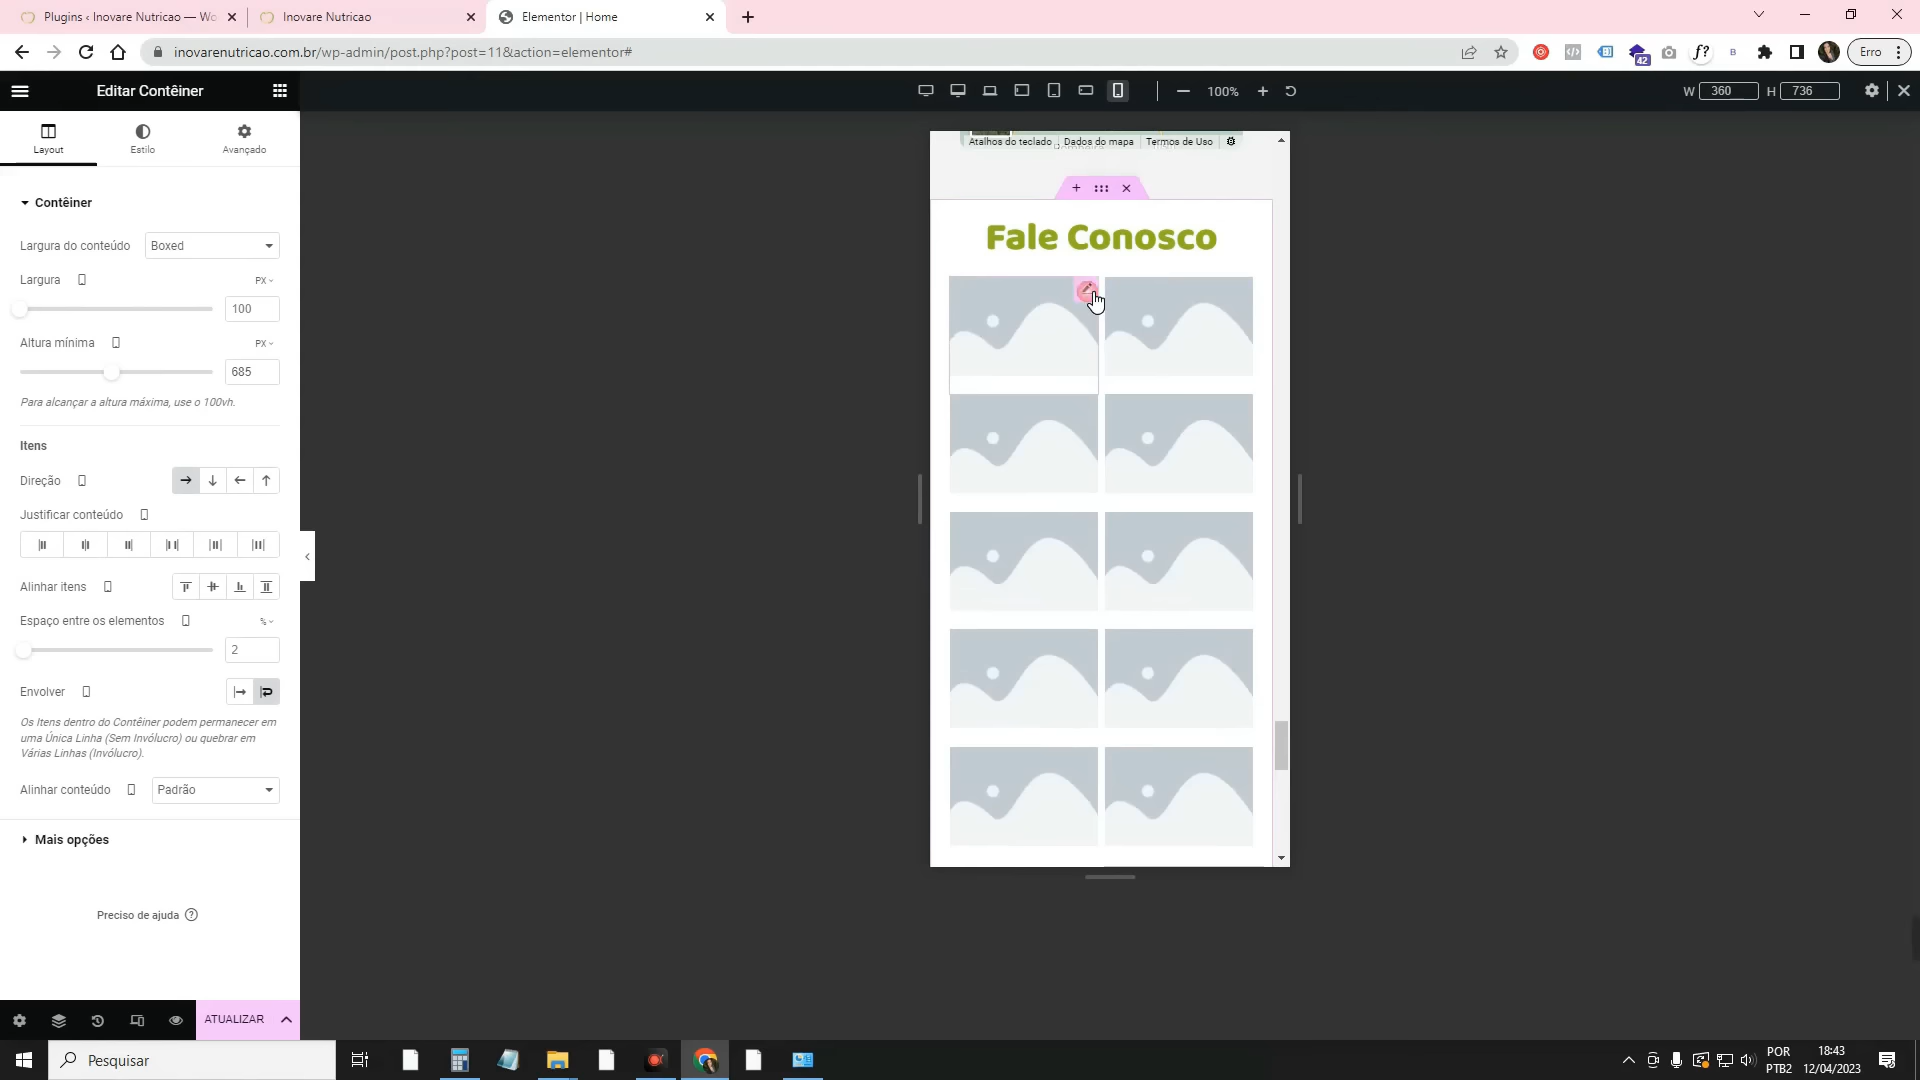 Plugins ‹ Inovare Nutricao — Wo
Inovare Nutricao
Elementor | Home
inovarenutricao.com.br/wp-admin/post.php?post=11&action=elementor#
42
f?
B
Erro
Editar Contêiner
100%
W 360 H 736
Layout
Estilo
Avançado
Contêiner
Largura do conteúdo Boxed
Largura PX
100
Altura mínima PX
685
Para alcançar a altura máxima, use o 100vh.
Itens
Direção
Justificar conteúdo
Alinhar itens
Espaço entre os elementos %
2
Envolver
Os Itens dentro do Contêiner podem permanecer em
uma Única Linha (Sem Invólucro) ou quebrar em
Várias Linhas (Invólucro).
Alinhar conteúdo Padrão
Mais opções
Preciso de ajuda
ATUALIZAR
Atalhos do teclado Dados do mapa Termos de Uso
Fale Conosco
Pesquisar
POR
PTB2
18:43
12/04/2023